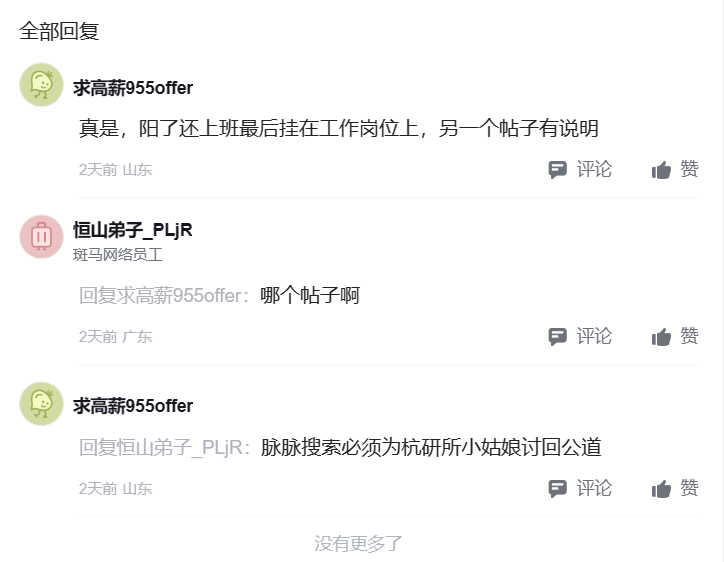 全部回复
求高薪955offer
真是，阳了还上班最后挂在工作岗位上，另一个帖子有说明
2天前 山东 评论 赞
恒山弟子_PLjR
斑马网络员工
回复求高薪955offer：哪个帖子啊
2天前 广东 评论 赞
求高薪955offer
回复恒山弟子_PLjR：脉脉搜索必须为杭研所小姑娘讨回公道
2天前 山东 评论 赞
没有更多了